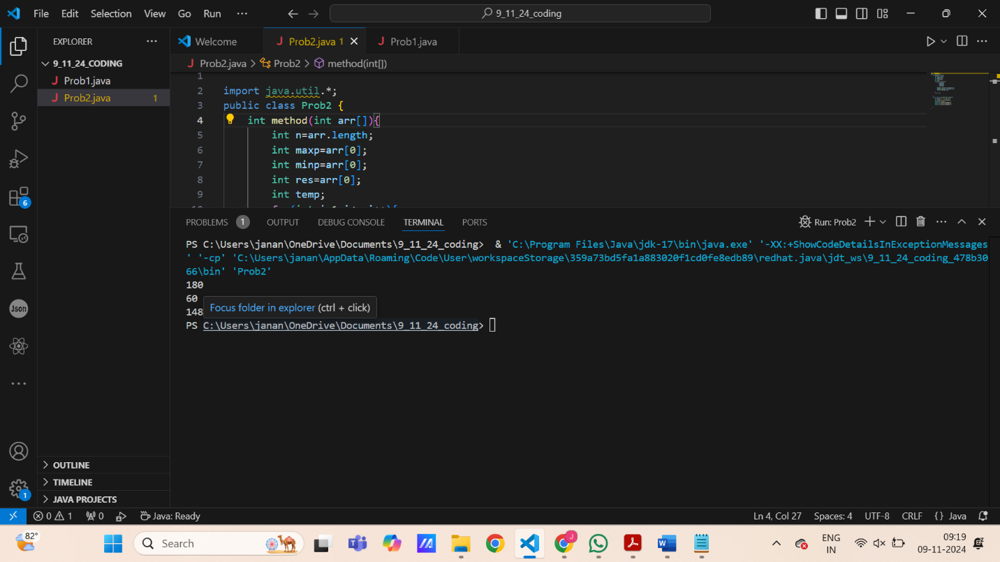 File Edit Selection View Go Run ··· 9_11_24_coding
EXPLORER ···
9_11_24_CODING
Prob1.java
Prob2.java 1
OUTLINE
TIMELINE
JAVA PROJECTS
6
Json
1
Welcome J Prob2.java 1 J Prob1.java
J Prob2.java > Prob2 > method(int[])
1
2 import java.util.*;
3 public class Prob2 {
4 int method(int arr[]){
5 int n=arr.length;
6 int maxp=arr[0];
7 int minp=arr[0];
8 int res=arr[0];
9 int temp;
PROBLEMS 1 OUTPUT DEBUG CONSOLE TERMINAL PORTS Run: Prob2
PS C:\Users\janan\OneDrive\Documents\9_11_24_coding> & 'C:\Program Files\Java\jdk-17\bin\java.exe' '-XX:+ShowCodeDetailsInExceptionMessages
' '-cp' 'C:\Users\janan\AppData\Roaming\Code\User\workspaceStorage\359a73bd5fa1a883020f1cd0fe8edb89\redhat.java\jdt_ws\9_11_24_coding_478b30
66\bin' 'Prob2'
180
60
148
Focus folder in explorer (ctrl + click)
PS C:\Users\janan\OneDrive\Documents\9_11_24_coding>
0 1 0 Java: Ready Ln 4, Col 27 Spaces: 4 UTF-8 CRLF {} Java
82° Search ENG 09:19
IN 09-11-2024